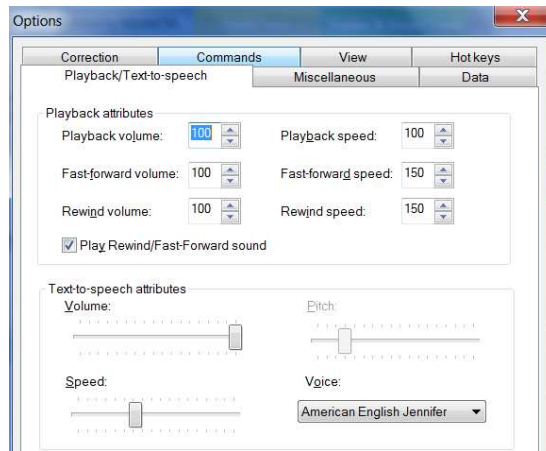 Options
Correction Commands View Hot keys
Playback/Text-to-speech Miscellaneous Data
Playback attributes
Playback volume: 100 Playback speed: 100
Fast-forward volume: 100 Fast-forward speed: 150
Rewind volume: 100 Rewind speed: 150
Play Rewind/Fast-Forward sound
Text-to-speech attributes
Volume: Pitch:
Speed: Voice:
American English Jennifer